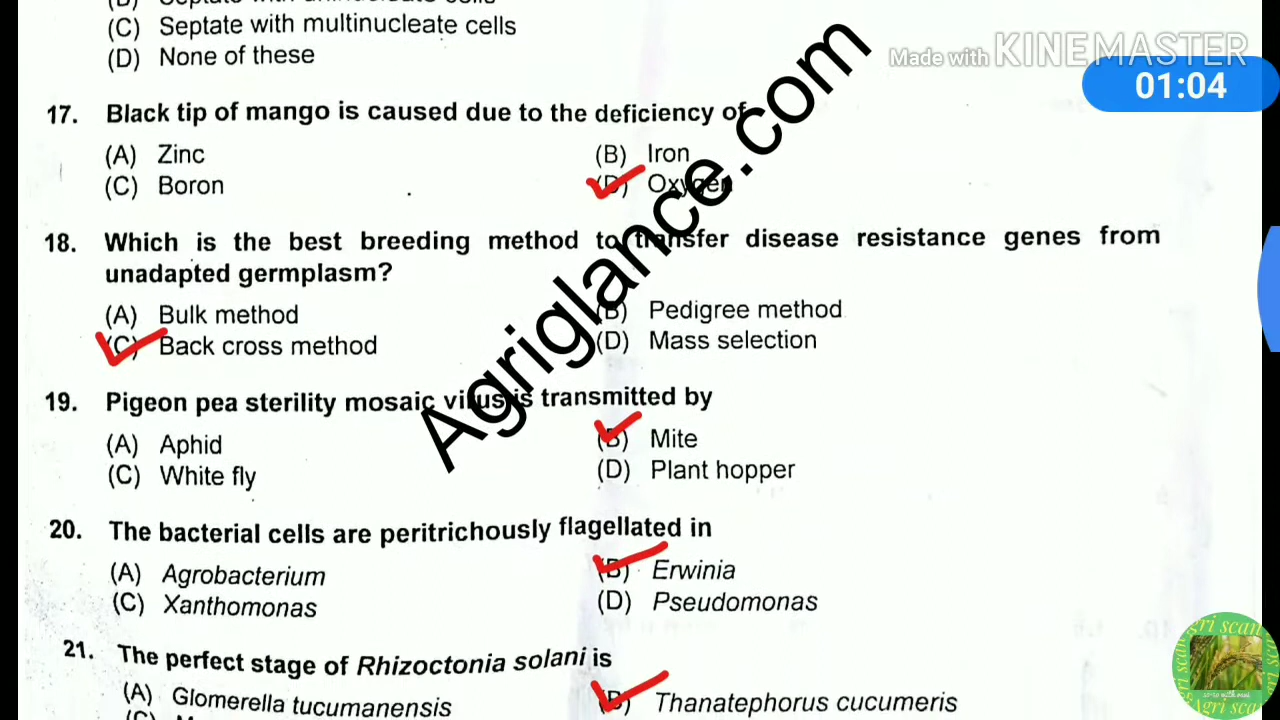 (C) Septate with multinucleate cells
(D) None of these
Made with KINEMASTER
01:04
17. Black tip of mango is caused due to the deficiency of
(A) Zinc (B) Iron
(C) Boron (D) Oxygen
18. Which is the best breeding method to transfer disease resistance genes from
unadapted germplasm?
(A) Bulk method (B) Pedigree method
(C) Back cross method (D) Mass selection
19. Pigeon pea sterility mosaic virus is transmitted by
(A) Aphid (B) Mite
(C) White fly (D) Plant hopper
20. The bacterial cells are peritrichously flagellated in
(A) Agrobacterium (B) Erwinia
(C) Xanthomonas (D) Pseudomonas
21. The perfect stage of Rhizoctonia solani is
(A) Glomerella tucumanensis (B) Thanatephorus cucumeris
Agriglance.com
Agri scan